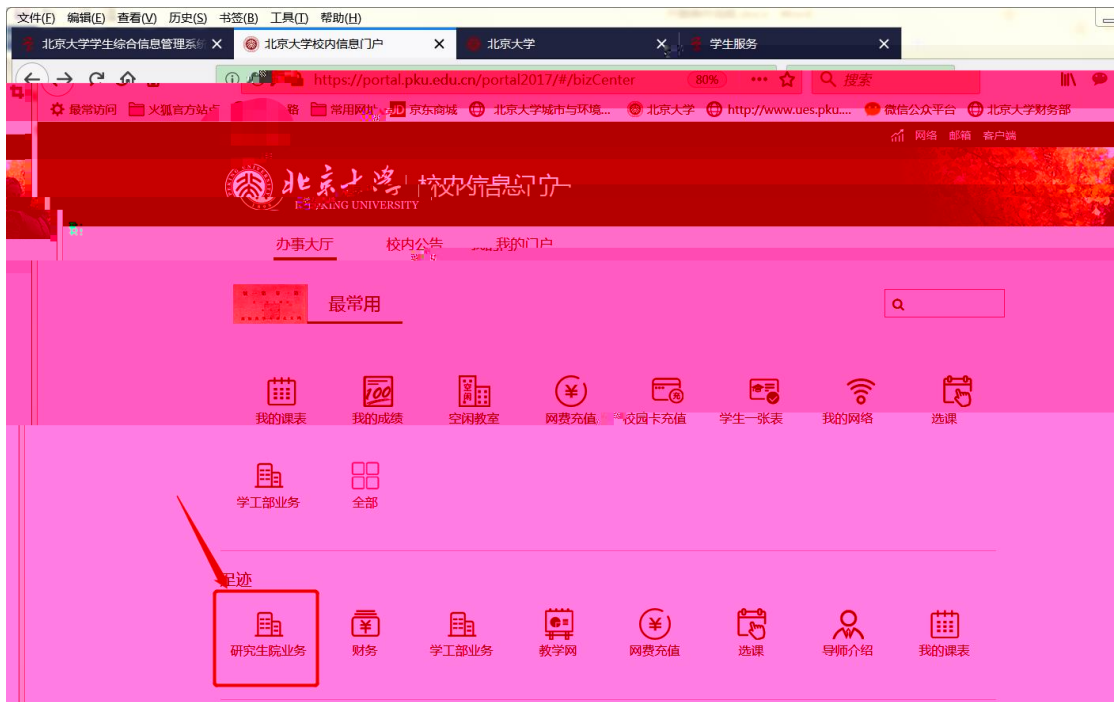 文件(F) 编辑(E) 查看(V) 历史(S) 书签(B) 工具(T) 帮助(H)
北京大学学生综合信息管理系统 北京大学校内信息门户 北京大学 学生服务
https://portal.pku.edu.cn/portal2017/#/bizCenter 80% 搜索
最常访问 火狐官方站点 常用网址 JD 京东商城 北京大学城市与环境... 北京大学 http://www.ues.pku.... 微信公众平台 北京大学财务部
网络 邮箱 客户端
北京大学 校内信息门户
PEKING UNIVERSITY
办事大厅 校内公告 我的门户
最常用
我的课表 我的成绩 空闲教室 网费充值 校园卡充值 学生一张表 我的网络 选课
学工部业务 全部
足迹
研究生院业务 财务 学工部业务 教学网 网费充值 选课 导师介绍 我的课表